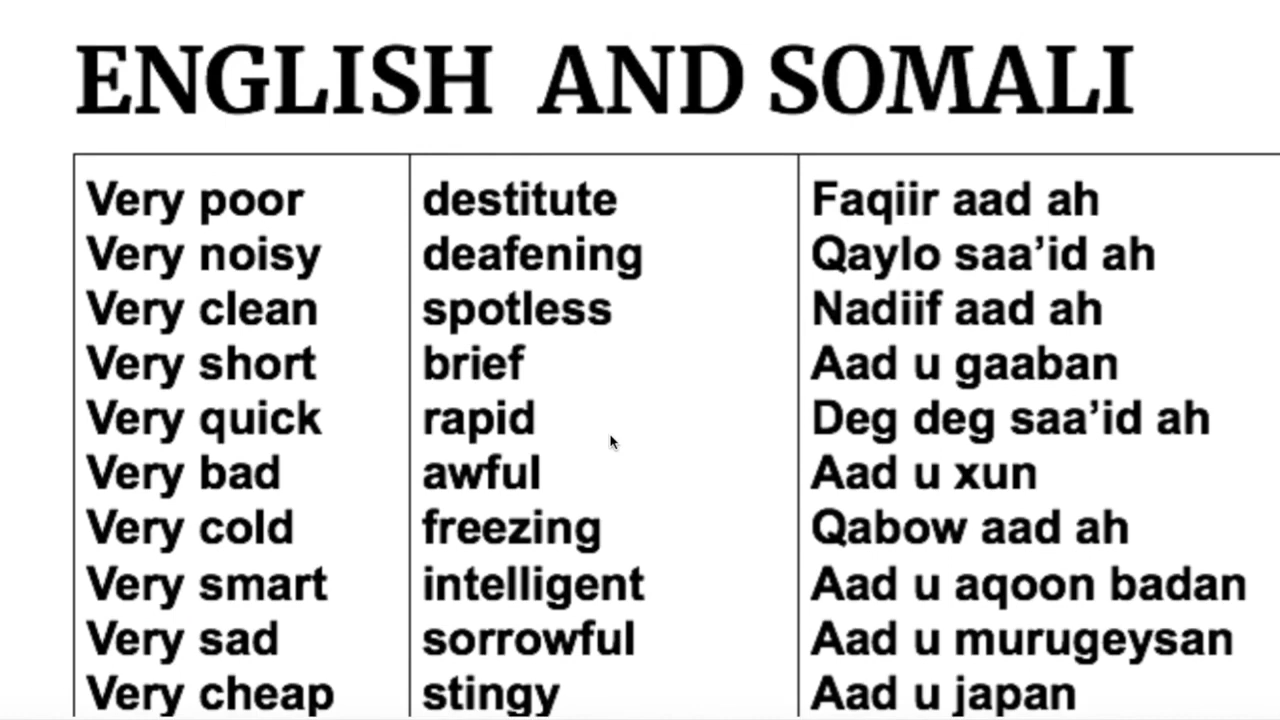 ENGLISH AND SOMALI
Very poor destitute Faqiir aad ah
Very noisy deafening Qaylo saa’id ah
Very clean spotless Nadiif aad ah
Very short brief Aad u gaaban
Very quick rapid Deg deg saa’id ah
Very bad awful Aad u xun
Very cold freezing Qabow aad ah
Very smart intelligent Aad u aqoon badan
Very sad sorrowful Aad u murugeysan
Very cheap stingy Aad u japan